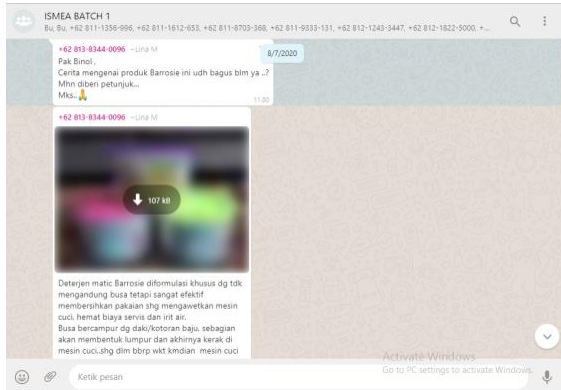 ISMEA BATCH 1
Bu, Bu, +62 811-1356-996, +62 811-1612-653, +62 811-8703-368, +62 811-9333-131, +62 812-1243-3447, +62 812-1822-5000, +...
8/7/2020
+62 813-8344-0096 ~Lina M
Pak Binol .
Cerita mengenai produk Barrosie ini udh bagus blm ya ..?
Mhn diberi petunjuk...
Mks..🙏
11.00
+62 813-8344-0096 ~Lina M
107 kB
Deterjen matic Barrosie diformulasi khusus dg tdk
mengandung busa tetapi sangat efektif
membersihkan pakaian shg mengawetkan mesin
cuci, hemat biaya servis dan irit air.
Busa bercampur dg daki/kotoran baju, sebagian
akan membentuk lumpur dan akhirnya kerak di
mesin cuci..shg dlm bbrp wkt kmdian mesin cuci
Activate Windows
Go to PC settings to activate Windows.
Ketik pesan